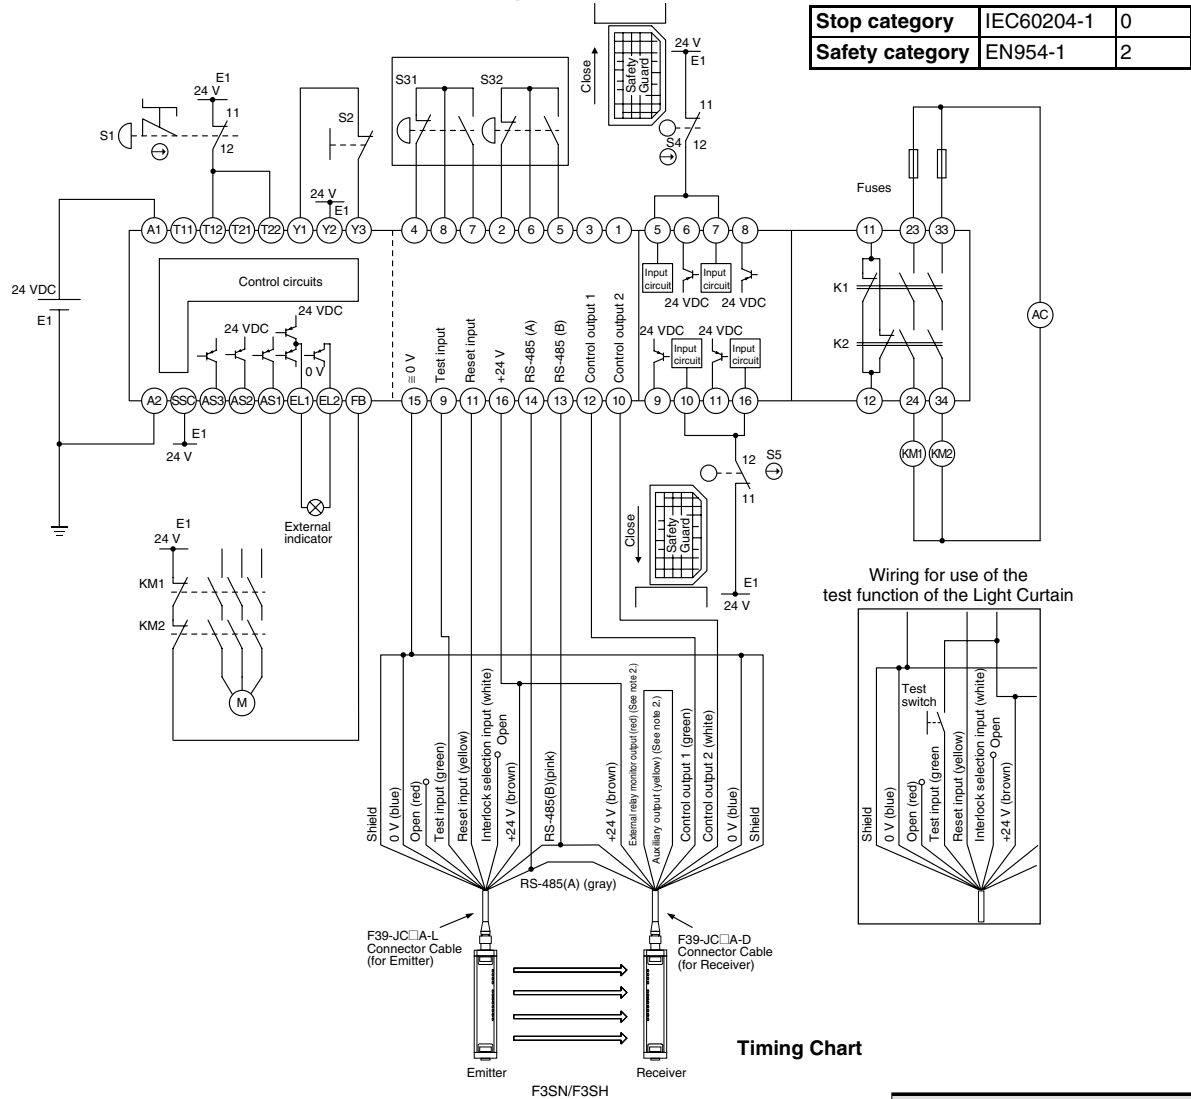 Stop category IEC60204-1 0
Safety category EN954-1 2
24 V
E1
Close
Safety Guard
11
S4
12
E1
24 V
11
S1
12
S2
24 V
E1
S31
S32
Fuses
A1 T11 T12 T21 T22 Y1 Y2 Y3 4 8 7 2 6 5 3 1 5 6 7 8 11 23 33
Control circuits
Input circuit
Input circuit
24 VDC
24 VDC
K1
24 VDC
E1
24 VDC
24 VDC
0 V
≡ 0 V
Test input
Reset input
+24 V
RS-485 (A)
RS-485 (B)
Control output 1
Control output 2
24 VDC
24 VDC
Input circuit
Input circuit
K2
AC
A2 SSC AS3 AS2 AS1 EL1 EL2 FB 15 9 11 16 14 13 12 10 9 10 11 16 12 24 34
E1
24 V
KM1 KM2
12
S5
11
External indicator
E1
24 V
Close
Safety Guard
E1
24 V
KM1
KM2
M
Wiring for use of the
test function of the Light Curtain
Shield
0 V (blue)
Open (red)
Test input (green)
Reset input (yellow)
Interlock selection input (white)
Open
+24 V (brown)
RS-485(B)(pink)
+24 V (brown)
External relay monitor output (red) (See note 2.)
Auxiliary output (yellow) (See note 2.)
Control output 1 (green)
Control output 2 (white)
0 V (blue)
Shield
RS-485(A) (gray)
Test
switch
Shield
0 V (blue)
Open (red)
Test input (green
Reset input (yellow)
Interlock selection input (white)
Open
+24 V (brown)
F39-JC□A-L
Connector Cable
(for Emitter)
F39-JC□A-D
Connector Cable
(for Receiver)
Emitter
Receiver
F3SN/F3SH
Timing Chart